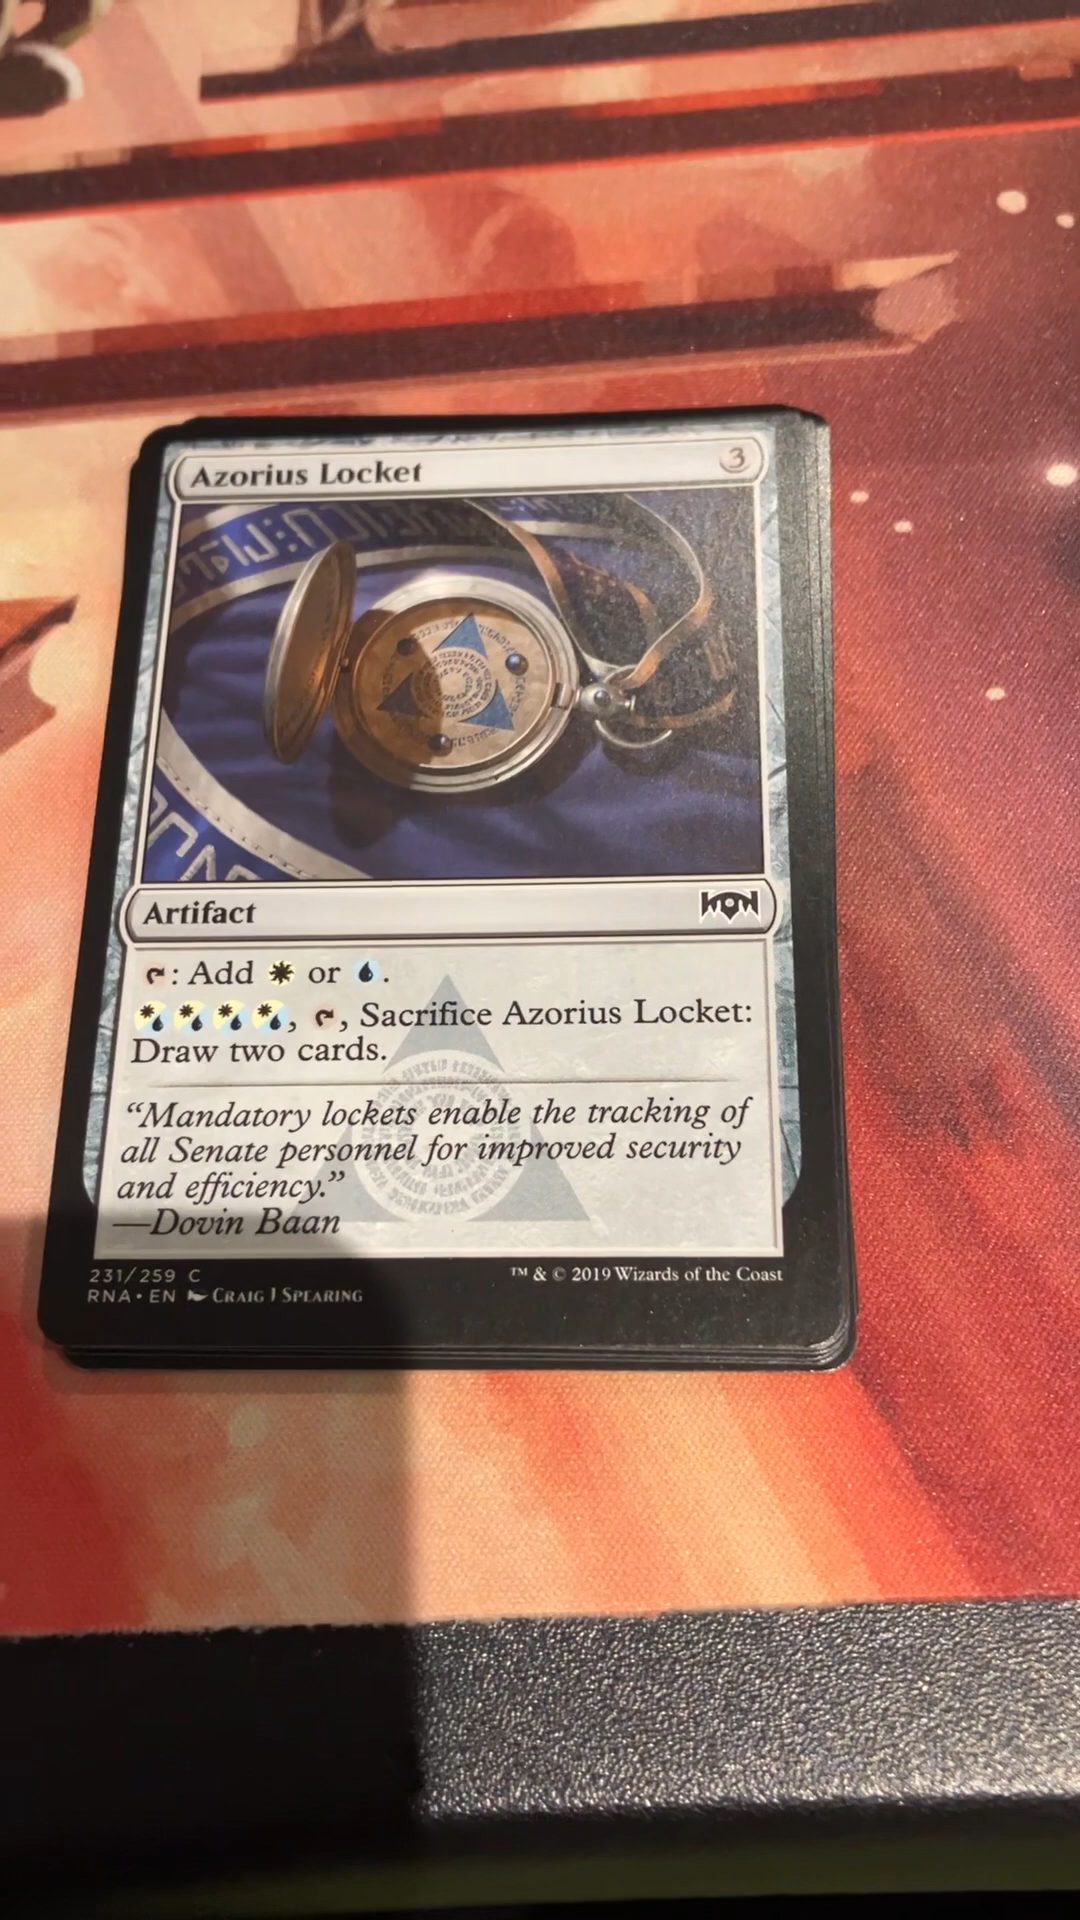 Azorius Locket 3
Artifact
: Add or .
, , Sacrifice Azorius Locket:
Draw two cards.
“Mandatory lockets enable the tracking of
all Senate personnel for improved security
and efficiency.”
—Dovin Baan
231/259 C
™ & © 2019 Wizards of the Coast
RNA • EN CRAIG J SPEARING